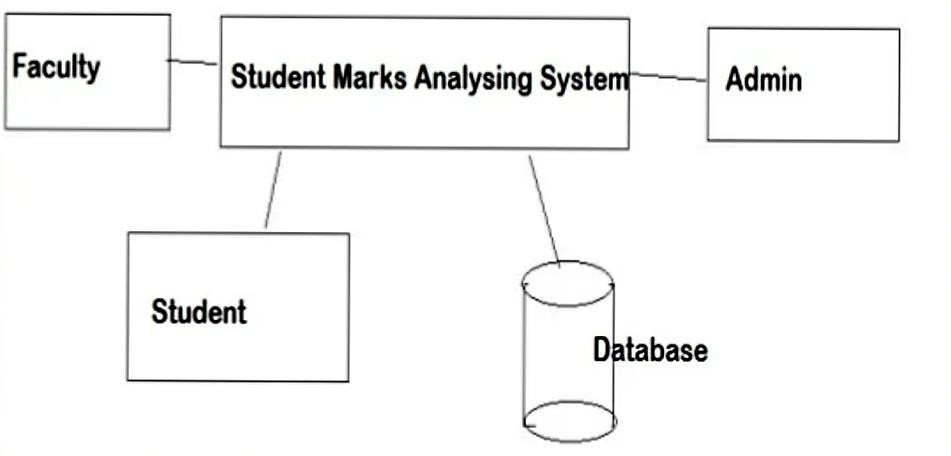 Faculty
Student Marks Analysing System
Admin
Student
Database